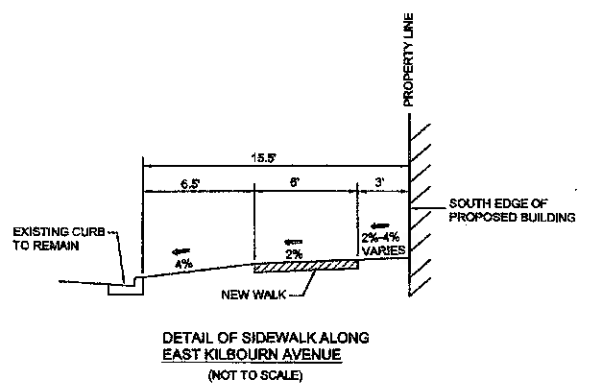 PROPERTY LINE
15.5'
6.5'
6'
3'
SOUTH EDGE OF
PROPOSED BUILDING
EXISTING CURB
TO REMAIN
4%
2%
2%-4%
VARIES
NEW WALK
DETAIL OF SIDEWALK ALONG
EAST KILBOURN AVENUE
(NOT TO SCALE)